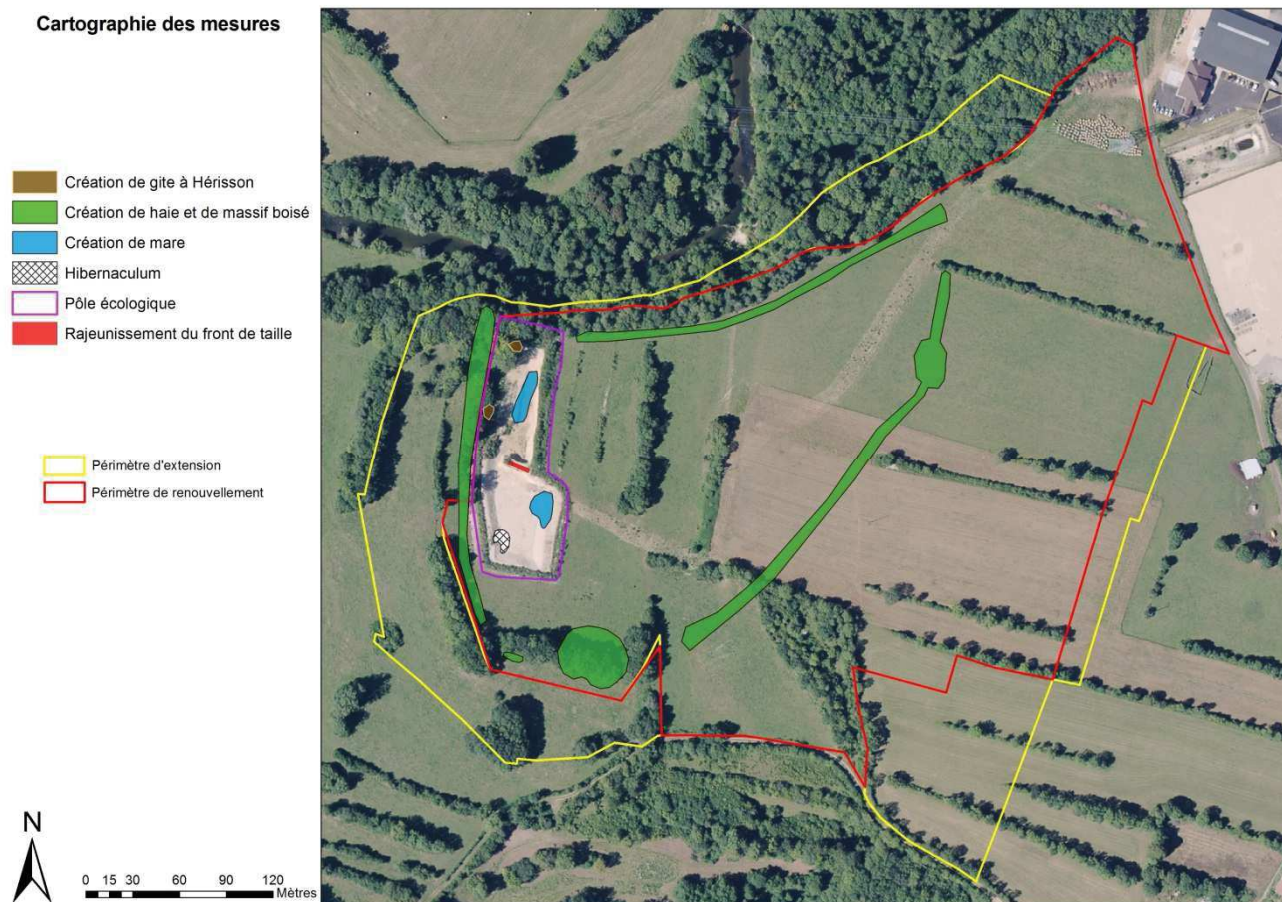 Cartographie des mesures
Création de gite à Hérisson
Création de haie et de massif boisé
Création de mare
Hibernaculum
Pôle écologique
Rajeunissement du front de taille
Périmètre d'extension
Périmètre de renouvellement
N
0 15 30 60 90 120
Mètres